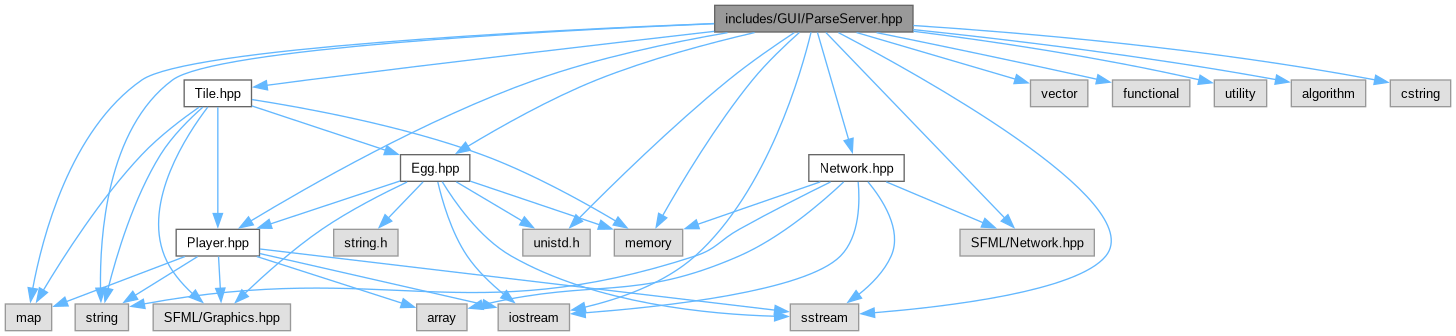 includes/GUI/ParseServer.hpp
Tile.hpp
vector
functional
utility
algorithm
cstring
Egg.hpp
Network.hpp
Player.hpp
string.h
unistd.h
memory
SFML/Network.hpp
map
string
SFML/Graphics.hpp
array
iostream
sstream